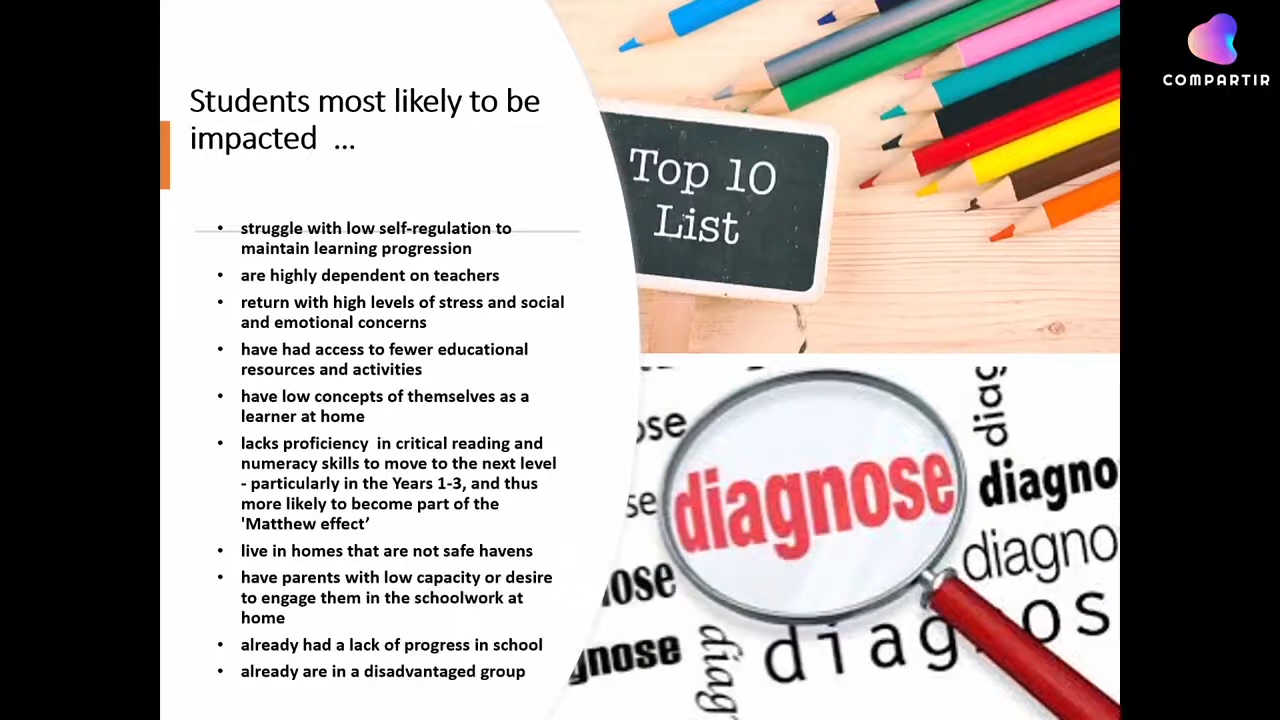 Students most likely to be
impacted ...
• struggle with low self-regulation to
maintain learning progression
• are highly dependent on teachers
• return with high levels of stress and social
and emotional concerns
• have had access to fewer educational
resources and activities
• have low concepts of themselves as a
learner at home
• lacks proficiency in critical reading and
numeracy skills to move to the next level
- particularly in the Years 1-3, and thus
more likely to become part of the
'Matthew effect’
• live in homes that are not safe havens
• have parents with low capacity or desire
to engage them in the schoolwork at
home
• already had a lack of progress in school
• already are in a disadvantaged group
Top 10
List
COMPARTIR
ose
diag
diagnose
diagno
se
diagno
nose
diagnos
gnose
diag